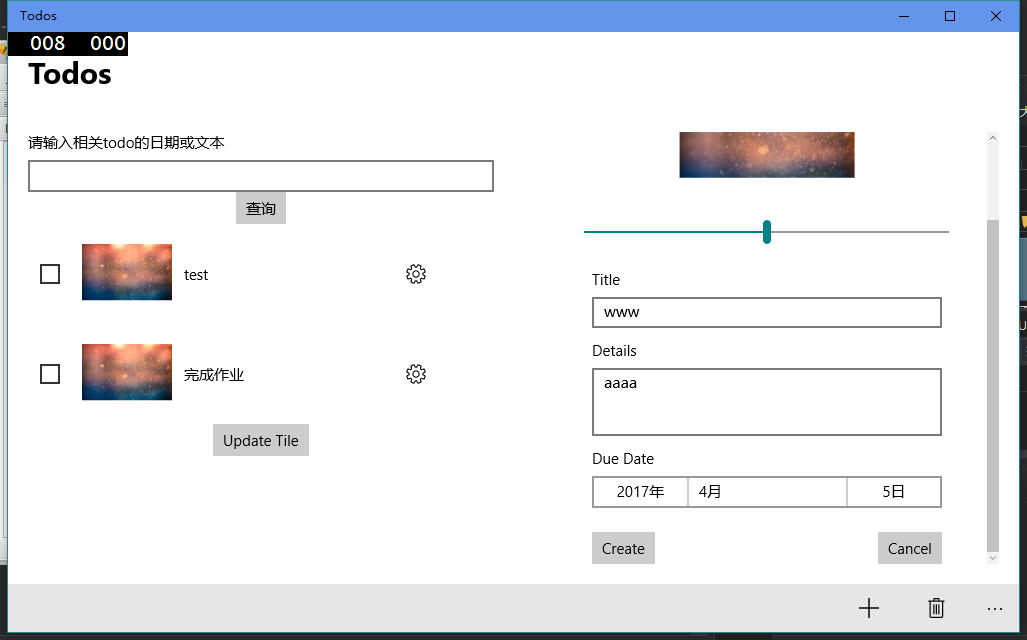 Todos
008 000
Todos
请输入相关todo的日期或文本
查询
test
完成作业
Update Tile
Title
www
Details
aaaa
Due Date
2017年 4月 5日
Create Cancel